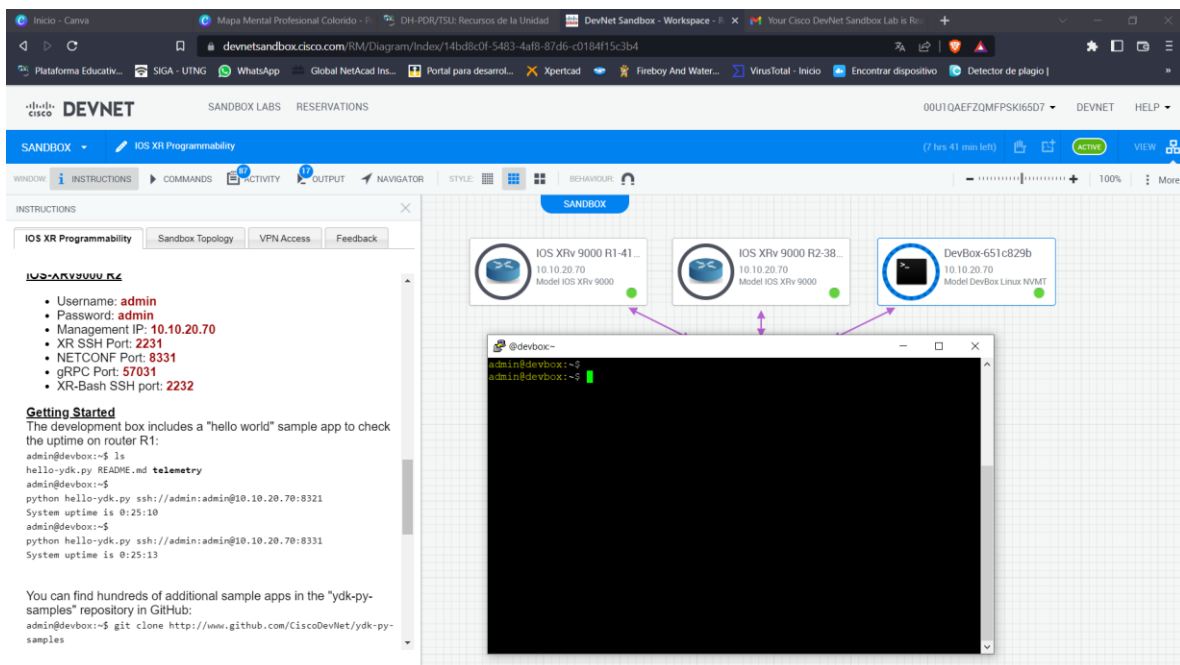 Inicio - Canva
Mapa Mental Profesional Colorido - P
DH-PDR/TSU: Recursos de la Unidad
DevNet Sandbox - Workspace - R
Your Cisco DevNet Sandbox Lab is Re
devnetsandbox.cisco.com/RM/Diagram/Index/14bd8c0f-5483-4af8-87d6-c0184f15c3b4
Plataforma Educativ...
SIGA - UTNG
WhatsApp
Global NetAcad Ins...
Portal para desarrol...
Xpertcad
Fireboy And Water...
VirusTotal - Inicio
Encontrar dispositivo
Detector de plagio |
CISCO DEVNET
SANDBOX LABS
RESERVATIONS
00U1QAEFZQMFPSKI65D7
DEVNET
HELP
SANDBOX
IOS XR Programmability
(7 hrs 41 min left)
ACTIVE
VIEW
WINDOW:
INSTRUCTIONS
COMMANDS
87
ACTIVITY
17
OUTPUT
NAVIGATOR
STYLE:
BEHAVIOUR:
100%
More
INSTRUCTIONS
IOS XR Programmability
Sandbox Topology
VPN Access
Feedback
IOS-XRv9000 R2
Username: admin
Password: admin
Management IP: 10.10.20.70
XR SSH Port: 2231
NETCONF Port: 8331
gRPC Port: 57031
XR-Bash SSH port: 2232
Getting Started
The development box includes a "hello world" sample app to check
the uptime on router R1:
admin@devbox:~$ ls
hello-ydk.py README.md telemetry
admin@devbox:~$
python hello-ydk.py ssh://admin:admin@10.10.20.70:8321
System uptime is 0:25:10
admin@devbox:~$
python hello-ydk.py ssh://admin:admin@10.10.20.70:8331
System uptime is 0:25:13
You can find hundreds of additional sample apps in the "ydk-py-
samples" repository in GitHub:
admin@devbox:~$ git clone http://www.github.com/CiscoDevNet/ydk-py-
samples
SANDBOX
IOS XRv 9000 R1-41...
10.10.20.70
Model IOS XRv 9000
IOS XRv 9000 R2-38...
10.10.20.70
Model IOS XRv 9000
DevBox-651c829b
10.10.20.70
Model DevBox Linux NVMT
@devbox:~
admin@devbox:~$
admin@devbox:~$